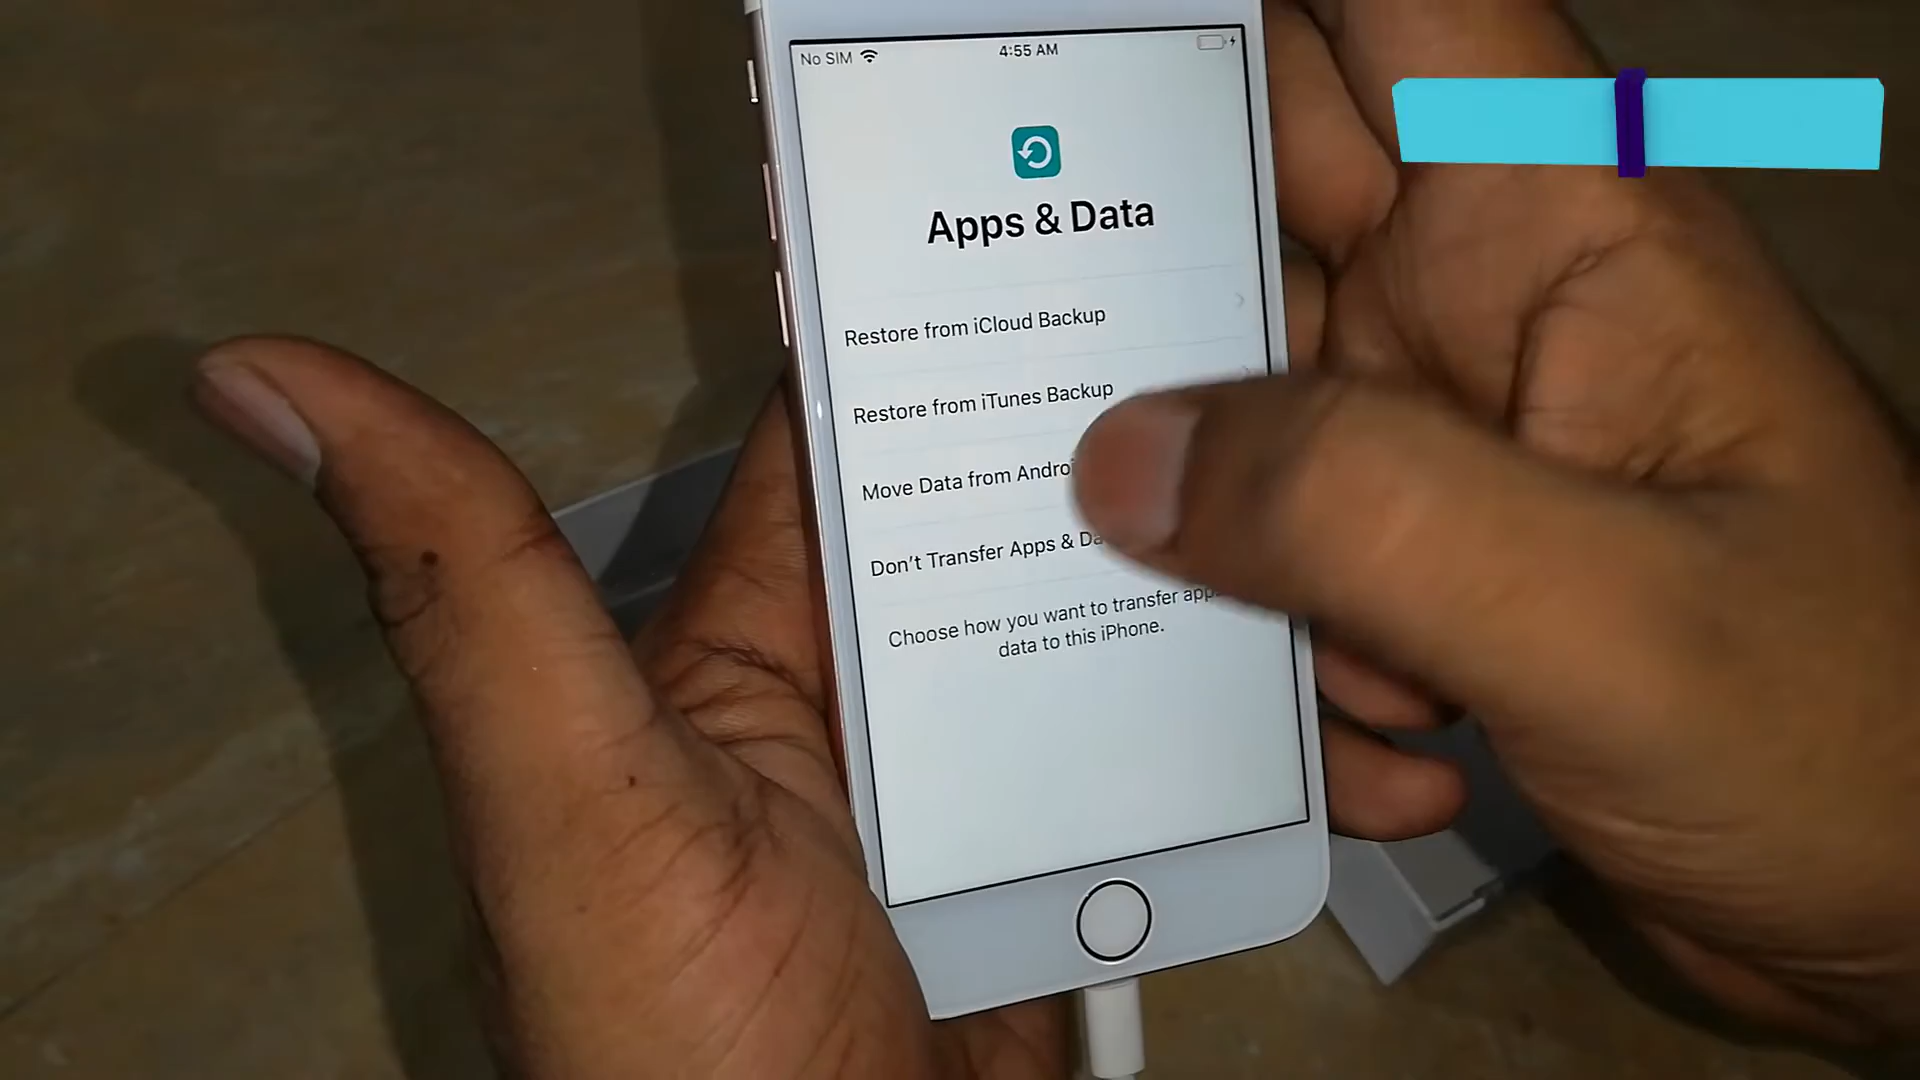 No SIM
4:55 AM
Apps & Data
Restore from iCloud Backup
Restore from iTunes Backup
Move Data from
Don't Transfer Apps &
Choose how you want to transfer
data to this iPhone.